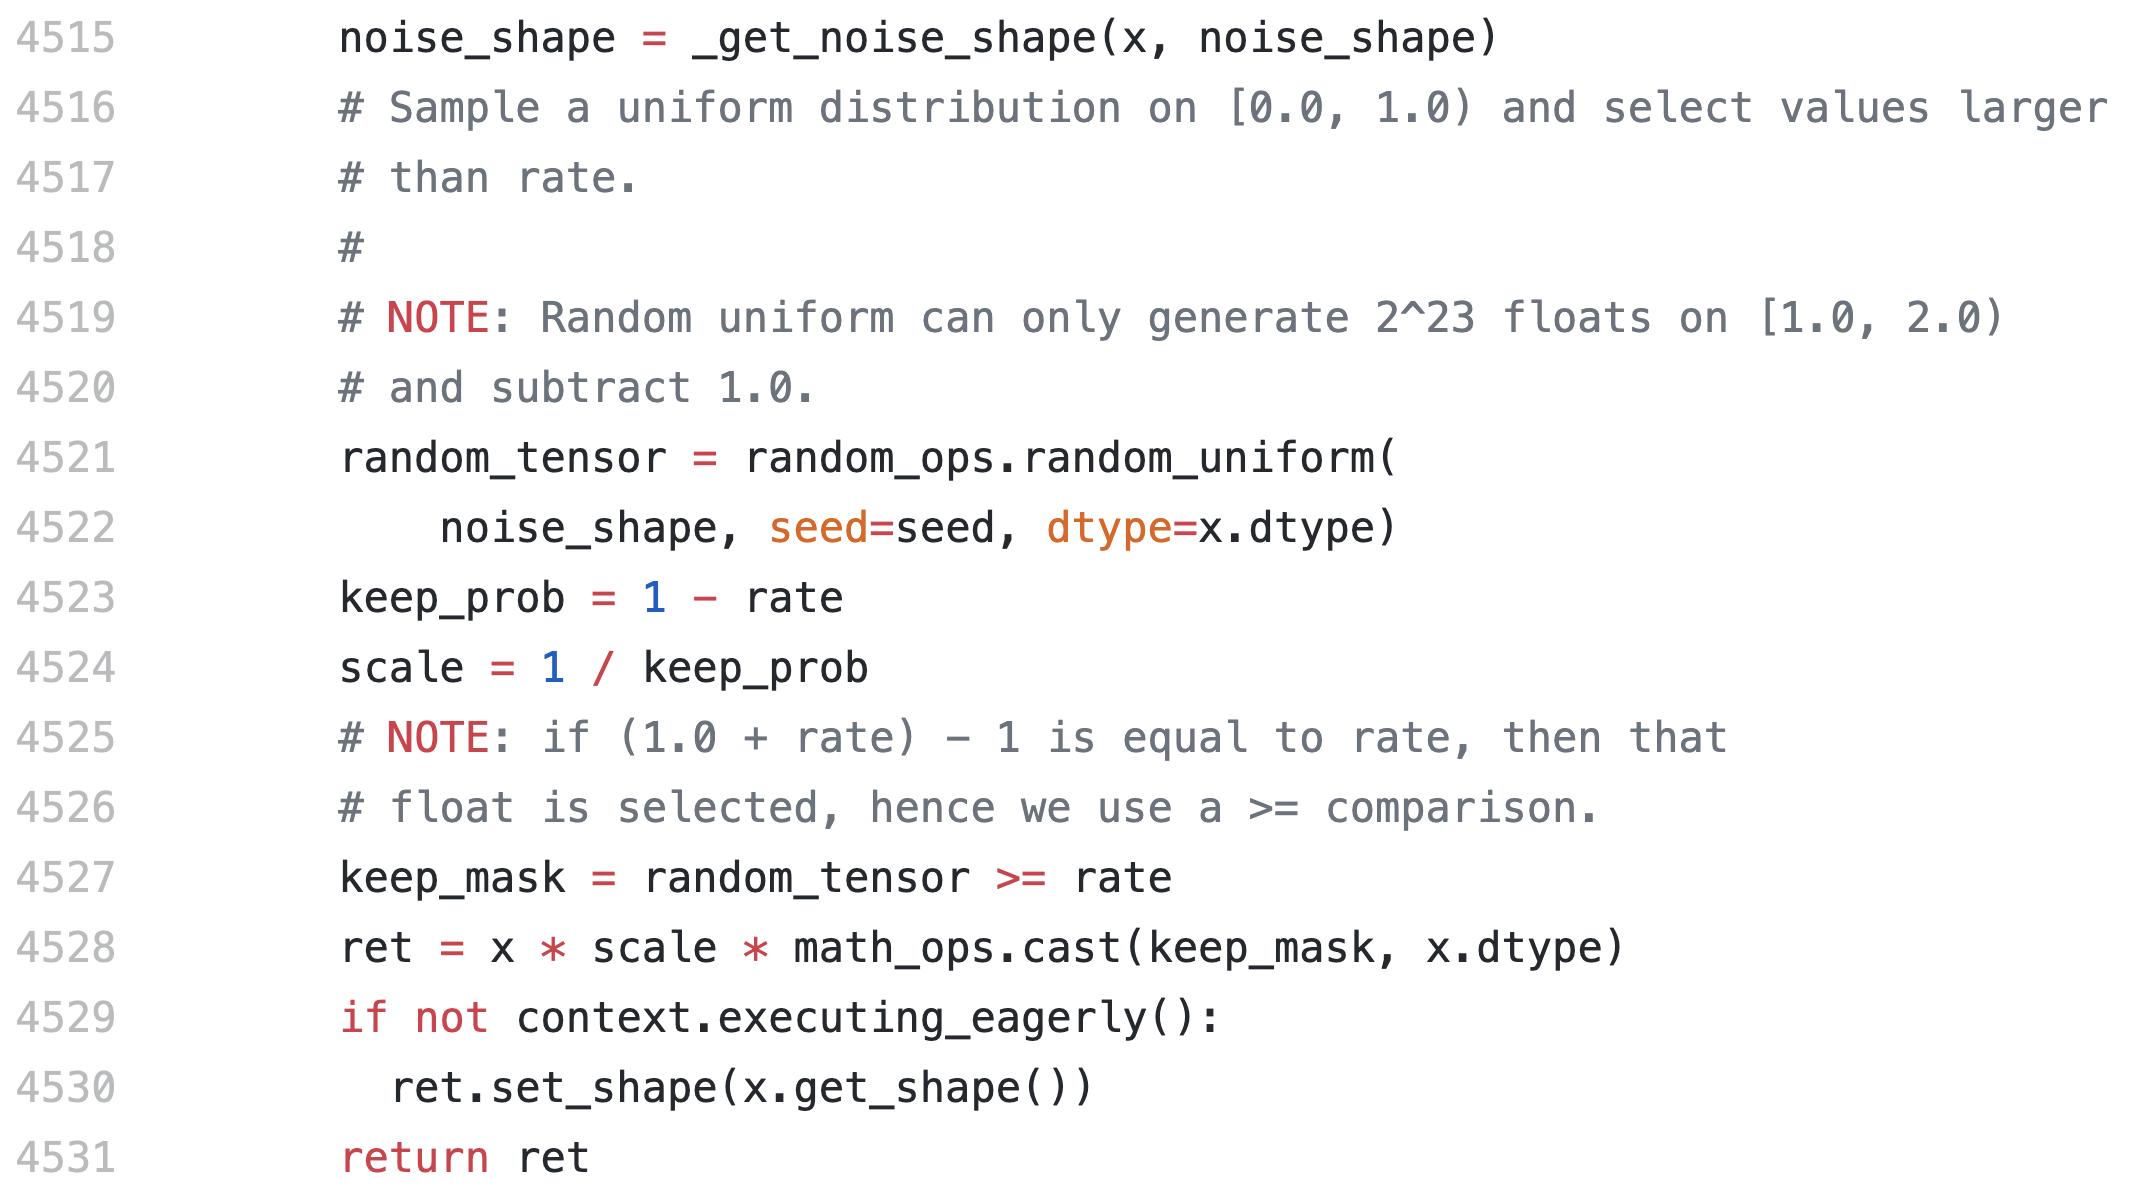 4515 noise_shape = _get_noise_shape(x, noise_shape)
4516 # Sample a uniform distribution on [0.0, 1.0) and select values larger
4517 # than rate.
4518 #
4519 # NOTE: Random uniform can only generate 2^23 floats on [1.0, 2.0)
4520 # and subtract 1.0.
4521 random_tensor = random_ops.random_uniform(
4522     noise_shape, seed=seed, dtype=x.dtype)
4523 keep_prob = 1 - rate
4524 scale = 1 / keep_prob
4525 # NOTE: if (1.0 + rate) - 1 is equal to rate, then that
4526 # float is selected, hence we use a >= comparison.
4527 keep_mask = random_tensor >= rate
4528 ret = x * scale * math_ops.cast(keep_mask, x.dtype)
4529 if not context.executing_eagerly():
4530   ret.set_shape(x.get_shape())
4531 return ret